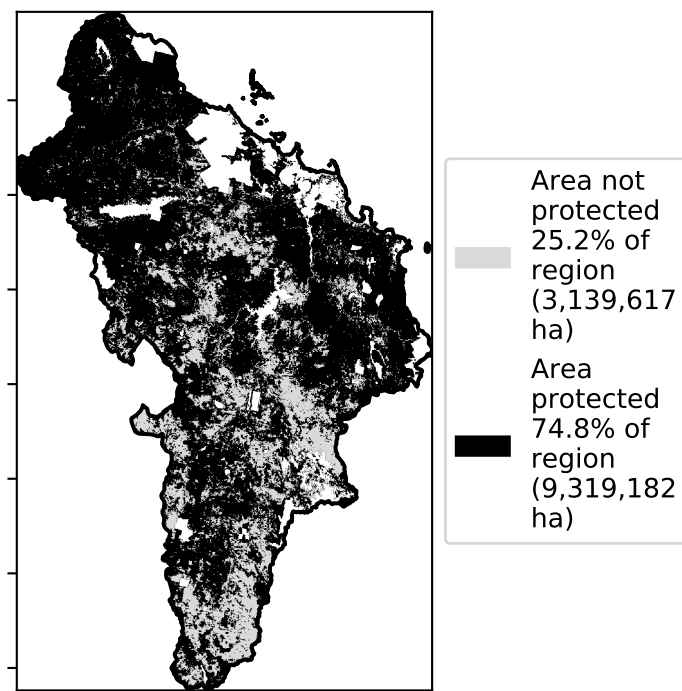 Area not
protected
25.2% of
region
(3,139,617
ha)
Area
protected
74.8% of
region
(9,319,182
ha)